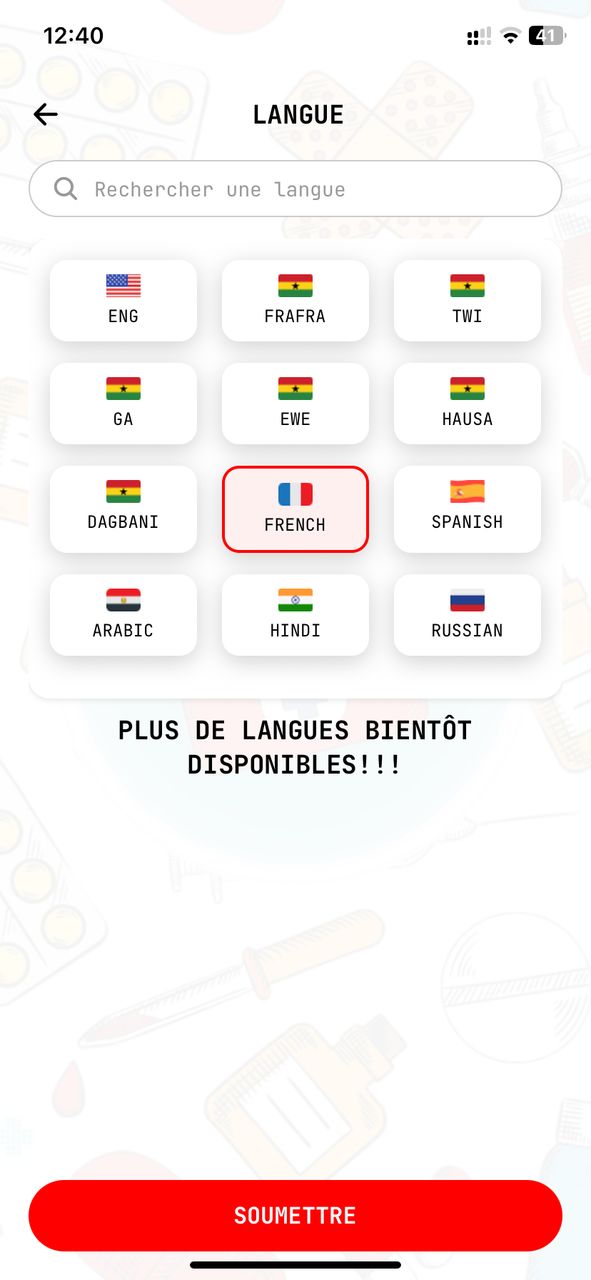 12:40
41
LANGUE
Rechercher une langue
ENG
FRAFRA
TWI
GA
EWE
HAUSA
DAGBANI
FRENCH
SPANISH
ARABIC
HINDI
RUSSIAN
PLUS DE LANGUES BIENTÔT
DISPONIBLES!!!
SOUMETTRE